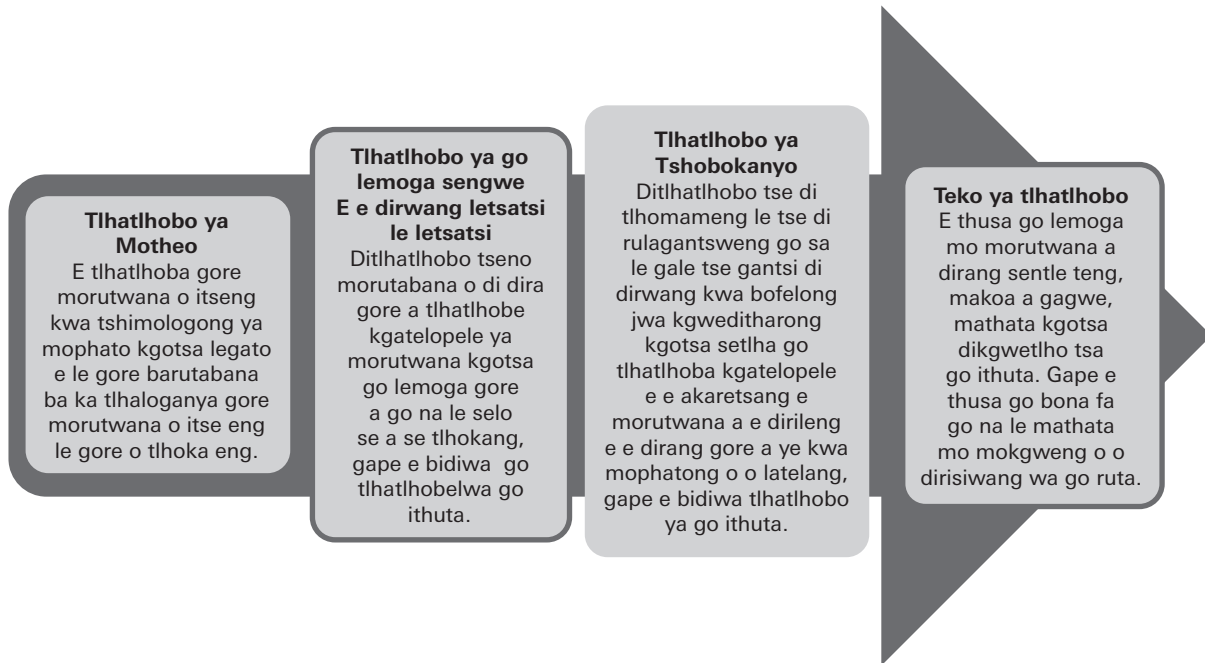 Tlhatlhobo ya
Motheo
E tlhatlhoba gore
morutwana o itseng
kwa tshimologong ya
mophato kgotsa legato
e le gore barutabana
ba ka tlhaloganya gore
morutwana o itse eng
le gore o tlhoka eng.
Tlhatlhobo ya go
lemoga sengwe
E e dirwang letsatsi
le letsatsi
Ditlhatlhobo tseno
morutabana o di dira
gore a tlhatlhobe
kgatelopele ya
morutwana kgotsa
go lemoga gore
a go na le selo
se a se tlhokang,
gape e bidiwa go
tlhatlhobelwa go
ithuta.
Tlhatlhobo ya
Tshobokanyo
Ditlhatlhobo tse di
tlhomameng le tse di
rulagantsweng go sa
le gale tse gantsi di
dirwang kwa bofelong
jwa kgweditharong
kgotsa setlha go
tlhatlhoba kgatelopele
e e akaretsang e
morutwana a e dirileng
e e dirang gore a ye kwa
mophatong o o latelang,
gape e bidiwa tlhatlhobo
ya go ithuta.
Teko ya tlhatlhobo
E thusa go lemoga
mo morutwana a
dirang sentle teng,
makoa a gagwe,
mathata kgotsa
dikgwetlho tsa
go ithuta. Gape e
thusa go bona fa
go na le mathata
mo mokgweng o o
dirisiwang wa go ruta.